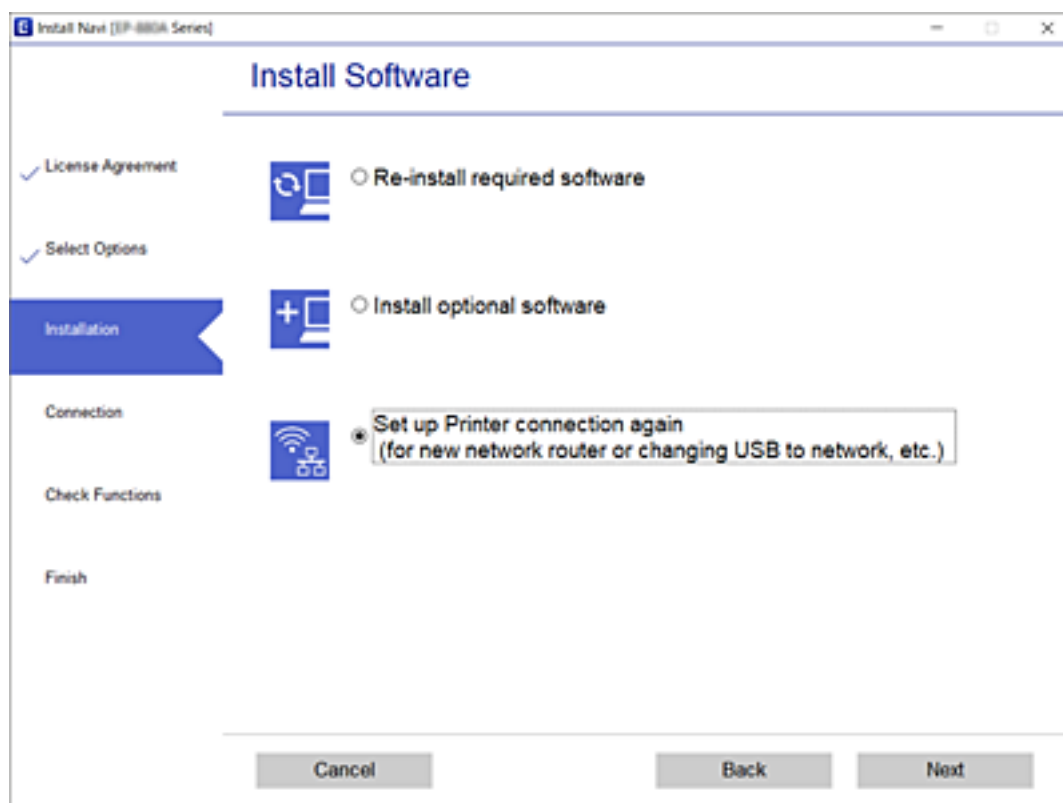 Install Navi [EP-880A Series]
Install Software
License Agreement
Select Options
Installation
Connection
Check Functions
Finish
Re-install required software
Install optional software
Set up Printer connection again
(for new network router or changing USB to network, etc.)
Cancel
Back
Next